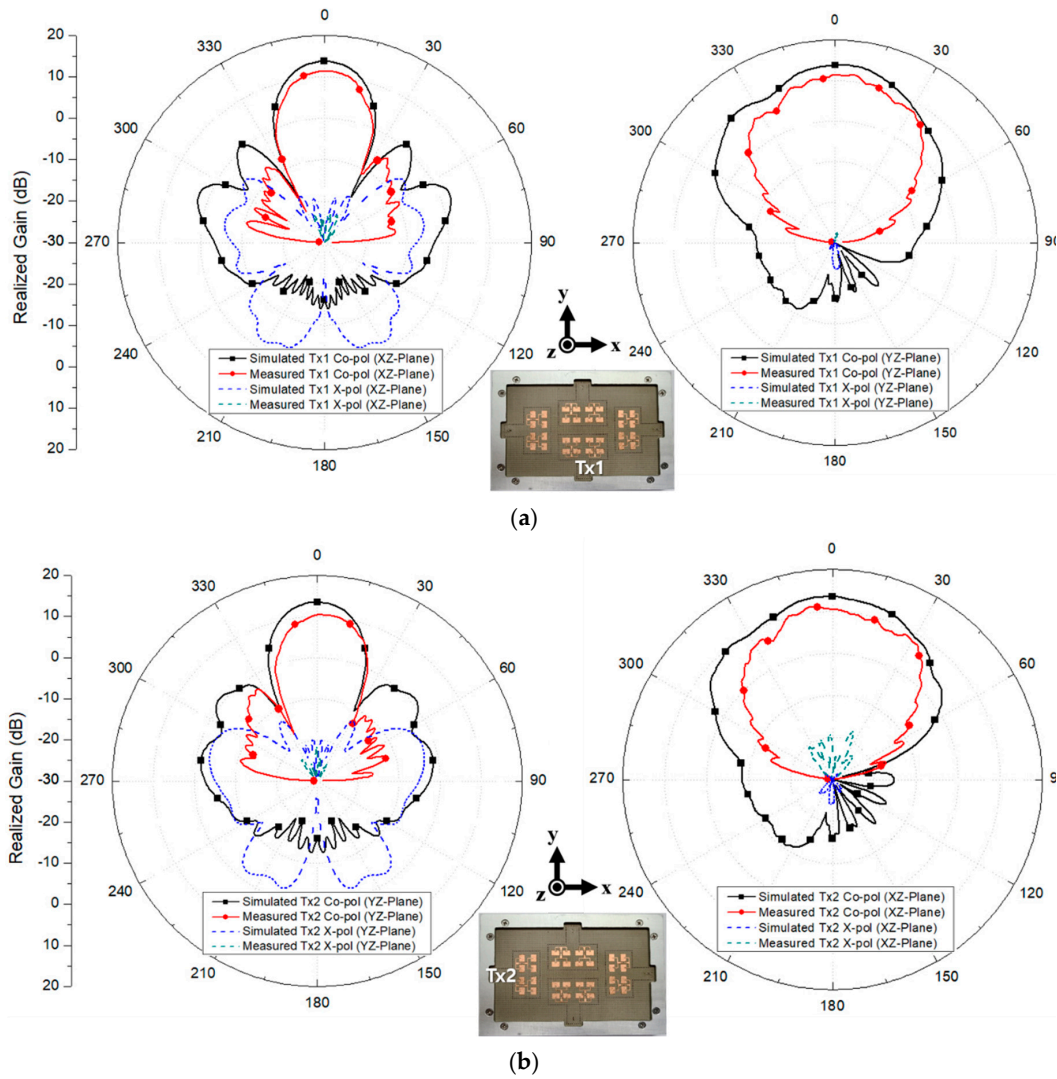 0
330
30
300
60
270
90
240
120
210
150
180
20
10
0
-10
-20
-30
-20
-10
0
10
20
Realized Gain (dB)
Simulated Tx1 Co-pol (XZ-Plane)
Measured Tx1 Co-pol (XZ-Plane)
Simulated Tx1 X-pol (XZ-Plane)
Measured Tx1 X-pol (XZ-Plane)
y
z
x
Tx1
0
330
30
300
60
270
90
240
120
210
150
180
Simulated Tx1 Co-pol (YZ-Plane)
Measured Tx1 Co-pol (YZ-Plane)
Simulated Tx1 X-pol (YZ-Plane)
Measured Tx1 X-pol (YZ-Plane)
(a)
0
330
30
300
60
270
90
240
120
210
150
180
20
10
0
-10
-20
-30
-20
-10
0
10
20
Realized Gain (dB)
Simulated Tx2 Co-pol (YZ-Plane)
Measured Tx2 Co-pol (YZ-Plane)
Simulated Tx2 X-pol (YZ-Plane)
Measured Tx2 X-pol (YZ-Plane)
y
z
x
Tx2
0
330
30
300
60
270
9
240
120
210
150
180
Simulated Tx2 Co-pol (XZ-Plane)
Measured Tx2 Co-pol (XZ-Plane)
Simulated Tx2 X-pol (XZ-Plane)
Measured Tx2 X-pol (XZ-Plane)
(b)